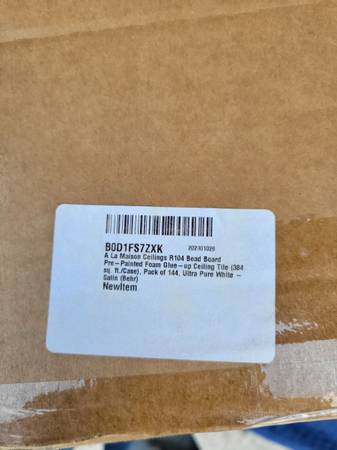 B0D1FS7ZXK 202301029
A La Maison Ceilings R104 Bead Board
Pre-Painted Foam Glue-up Ceiling Tile (384
sq. ft./Case), Pack of 144, Ultra Pure White -
Satin (Behr)
NewItem